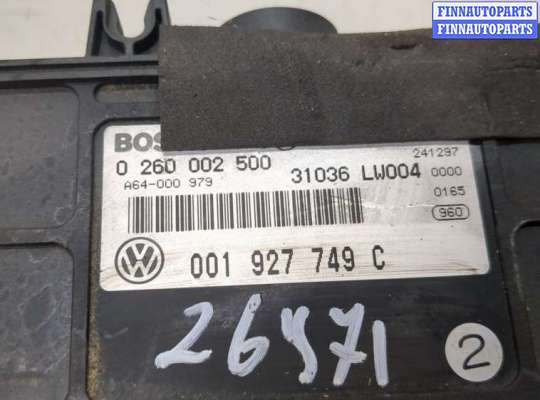 FINNAUTOPARTS
FINNAUTOPARTS
BOS
0 260 002 500
241297
A64-000 979
31036 LW004
0000
0165
960
001 927 749 C
26971
2